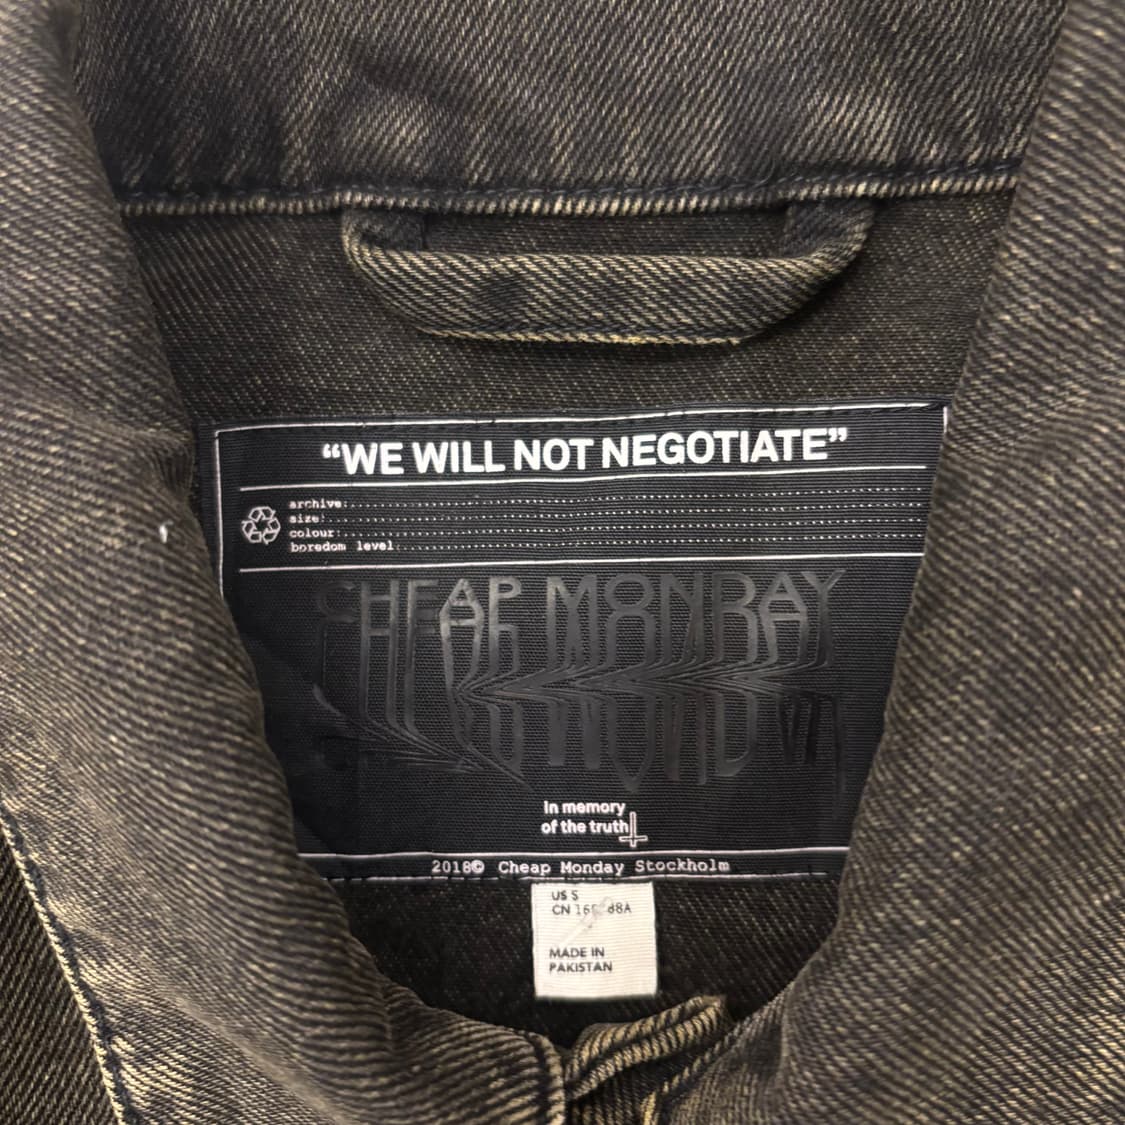 “WE WILL NOT NEGOTIATE”
archive:
size:
colour:
boredom level:
CHEAP MONDAY
In memory
of the truth
2018© Cheap Monday Stockholm
US S
CN
MADE IN
PAKISTAN